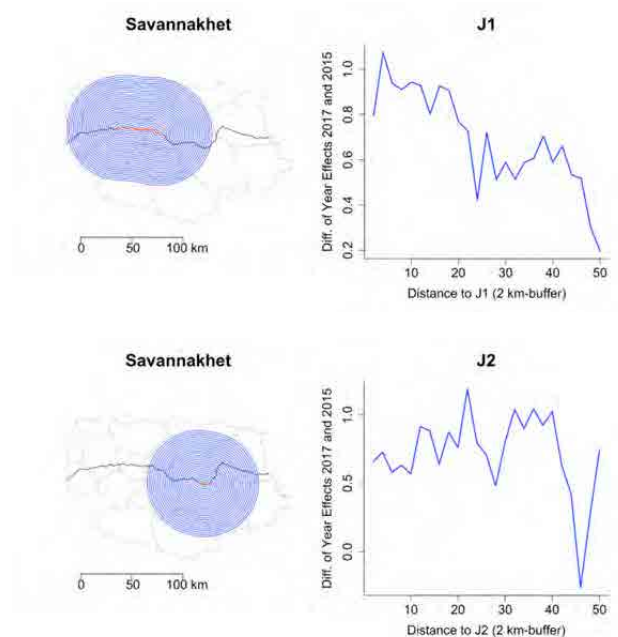 Savannakhet
0 50 100 km
J1
Diff. of Year Effects 2017 and 2015
1.0
0.8
0.6
0.4
0.2
10 20 30 40 50
Distance to J1 (2 km-buffer)
Savannakhet
0 50 100 km
J2
Diff. of Year Effects 2017 and 2015
1.0
0.5
0.0
10 20 30 40 50
Distance to J2 (2 km-buffer)